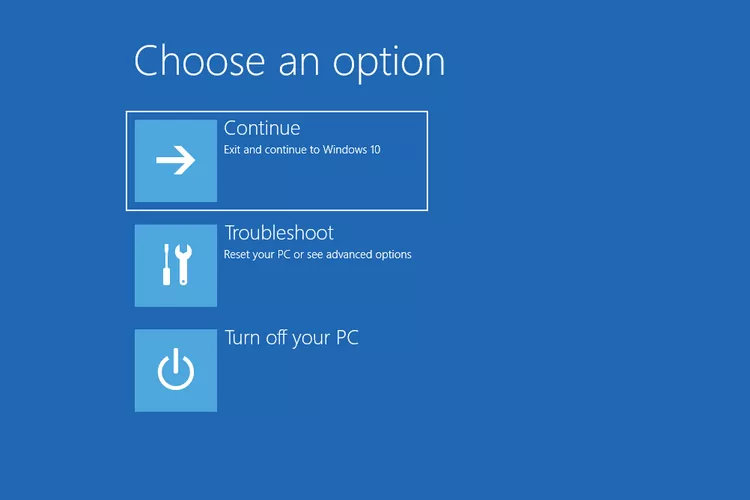 Choose an option
Continue
Exit and continue to Windows 10
Troubleshoot
Reset your PC or see advanced options
Turn off your PC